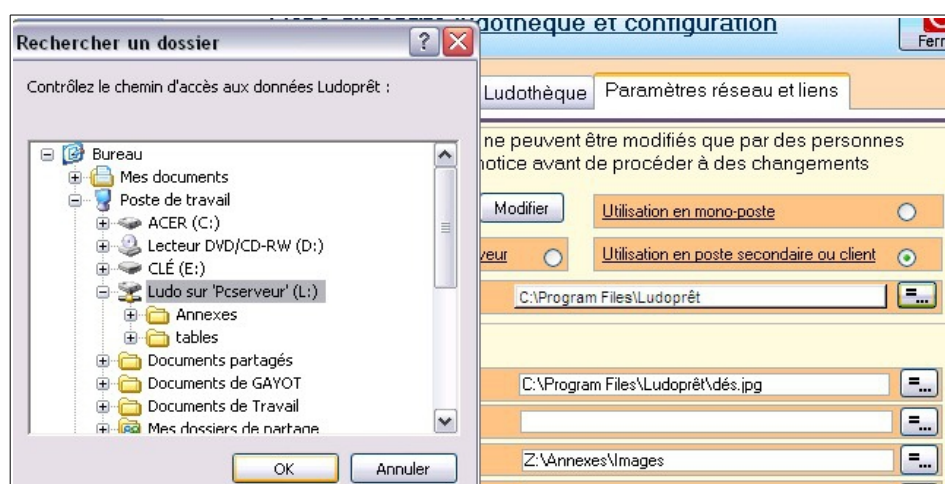 Rechercher un dossier
Contrôlez le chemin d'accès aux données Ludoprêt :
Bureau
Mes documents
Poste de travail
ACER (C:)
Lecteur DVD/CD-RW (D:)
CLÉ (E:)
Ludo sur 'Pcserveur' (L:)
Annexes
tables
Documents partagés
Documents de GAYOT
Documents de Travail
Mes dossiers de partage
OK
Annuler
et configuration
Ludothèque
Paramètres réseau et liens
ne peuvent être modifiés que par des personnes
notice avant de procéder à des changements
Modifier
Utilisation en mono-poste
Utilisation en poste secondaire ou client
C:\Program Files\Ludoprêt
=...
C:\Program Files\Ludoprêt\dés.jpg
=...
=...
Z:\Annexes\Images
=...